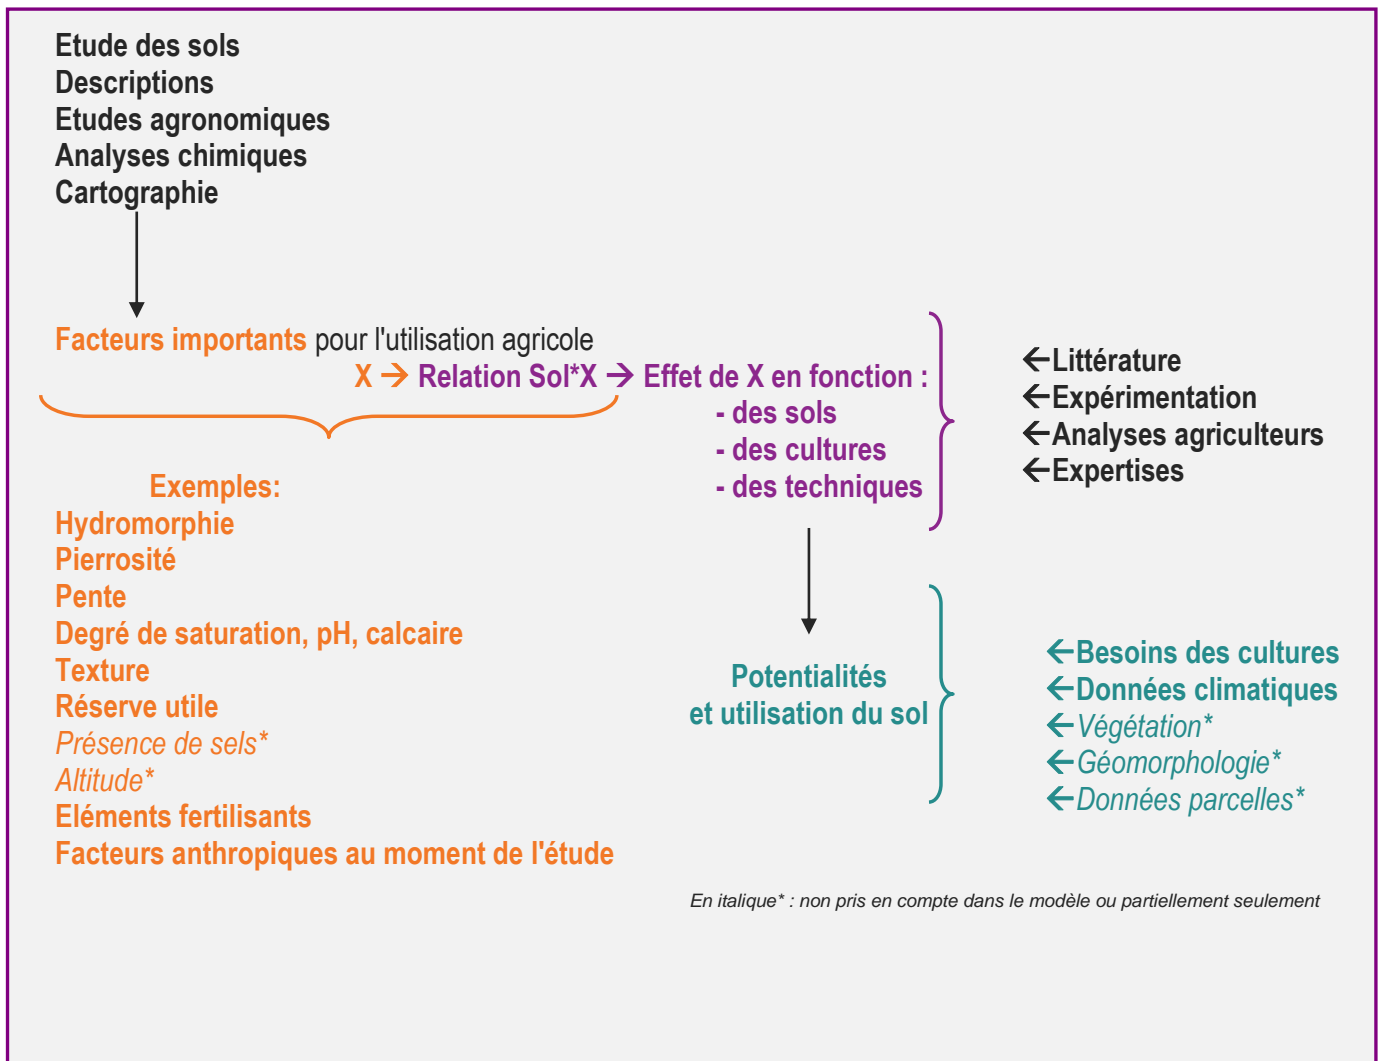 Etude des sols
Descriptions
Etudes agronomiques
Analyses chimiques
Cartographie
Facteurs importants pour l'utilisation agricole
X → Relation Sol*X → Effet de X en fonction :
- des sols
- des cultures
- des techniques
←Littérature
←Expérimentation
←Analyses agriculteurs
←Expertises
Exemples:
Hydromorphie
Pierrosité
Pente
Degré de saturation, pH, calcaire
Texture
Réserve utile
Présence de sels*
Altitude*
Eléments fertilisants
Facteurs anthropiques au moment de l'étude
Potentialités
et utilisation du sol
←Besoins des cultures
←Données climatiques
←Végétation*
←Géomorphologie*
←Données parcelles*
En italique* : non pris en compte dans le modèle ou partiellement seulement